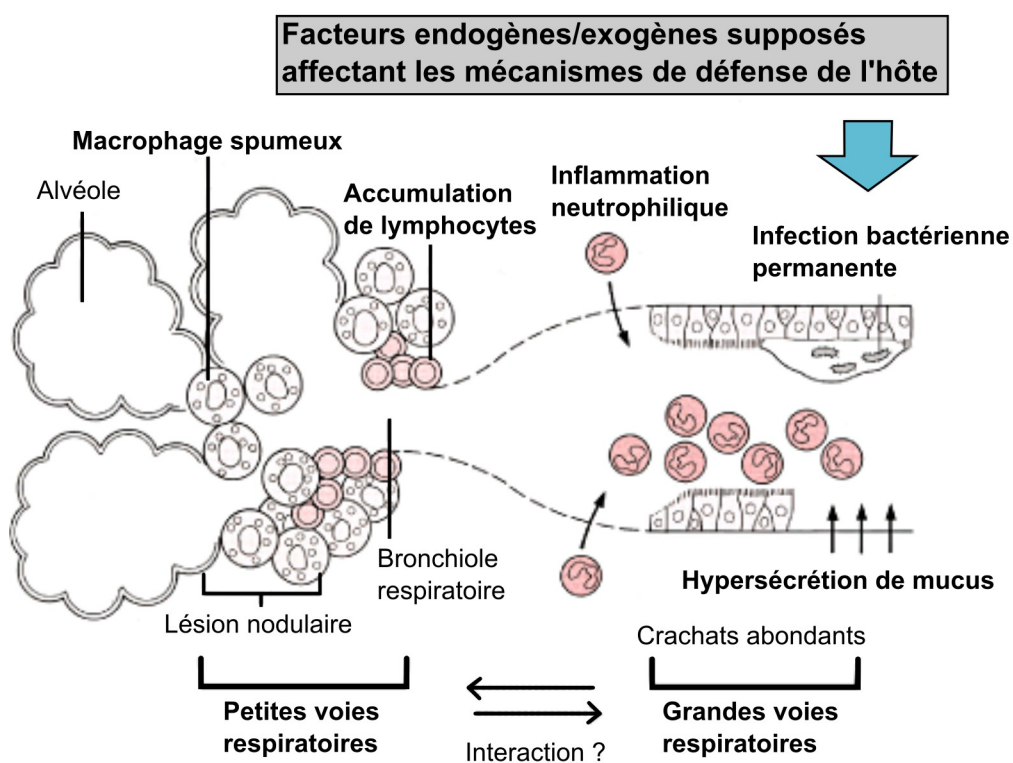 Facteurs endogènes/exogènes supposés
affectant les mécanismes de défense de l'hôte
Macrophage spumeux
Alvéole
Accumulation
de lymphocytes
Inflammation
neutrophilique
Infection bactérienne
permanente
Bronchiole
respiratoire
Lésion nodulaire
Hypersécrétion de mucus
Crachats abondants
Petites voies
respiratoires
Interaction ?
Grandes voies
respiratoires